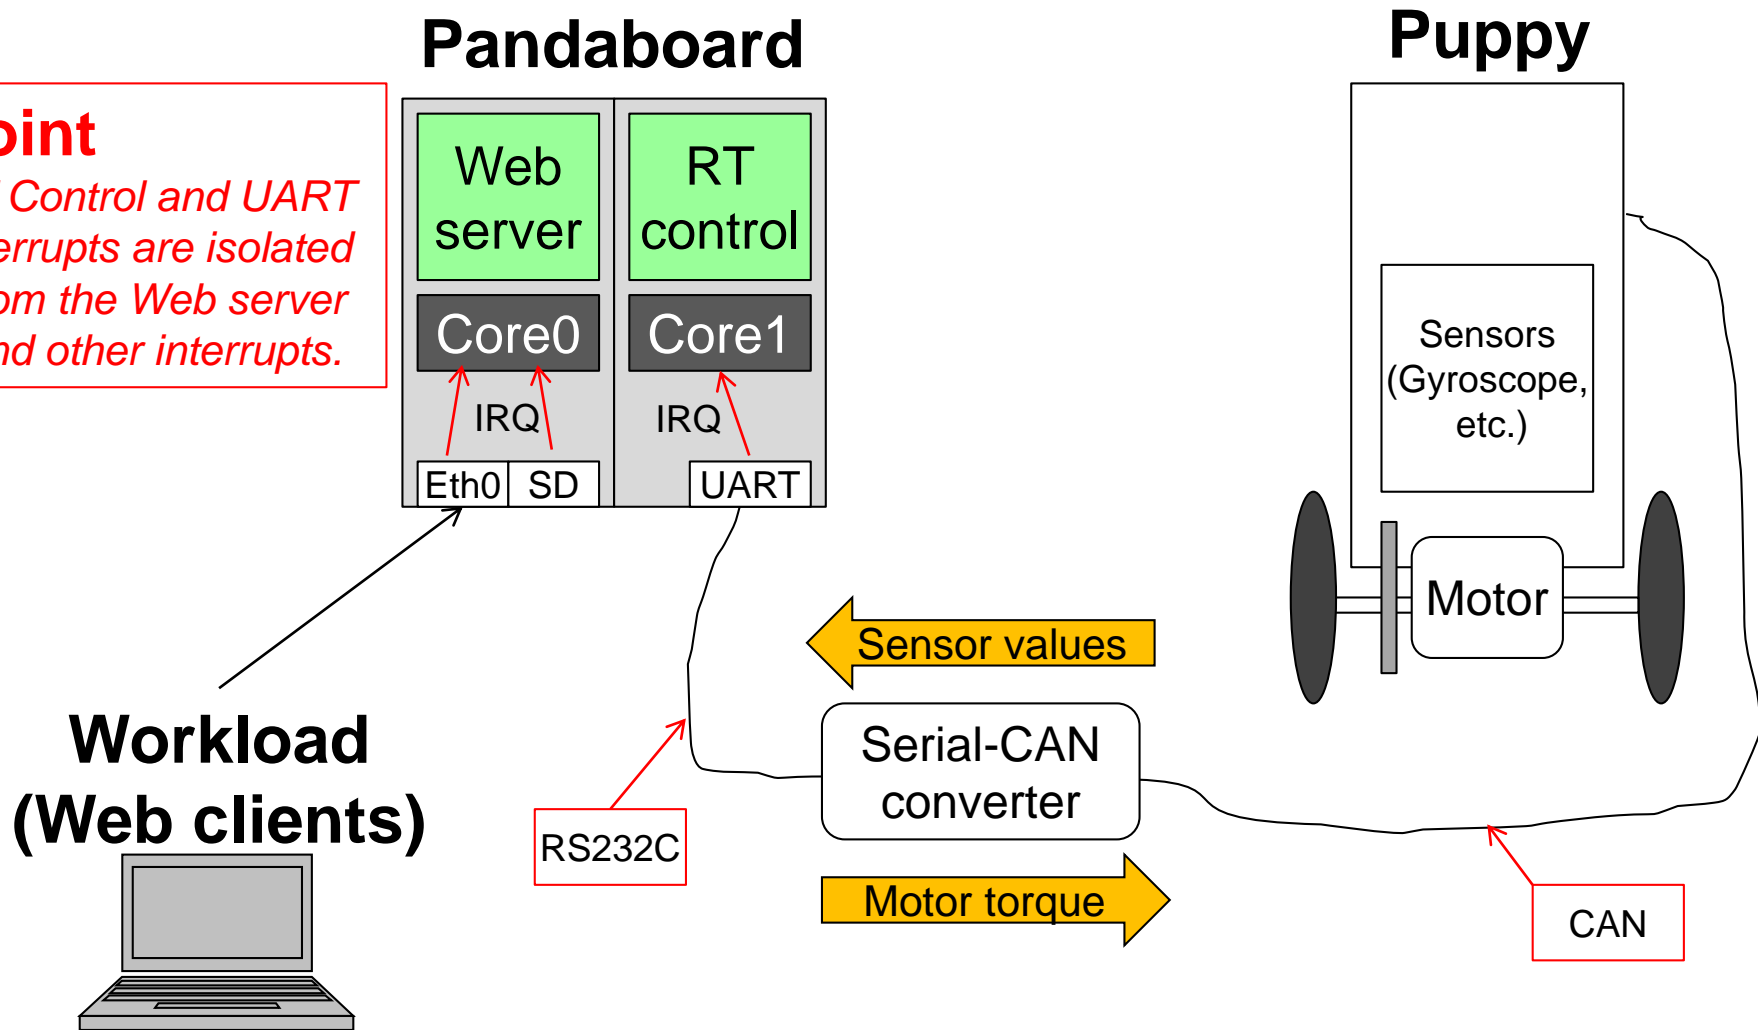 Pandaboard
Puppy
oint
Control and UART
errupts are isolated
om the Web server
nd other interrupts.
Web
server
RT
control
Core0
Core1
IRQ
IRQ
Eth0
SD
UART
Sensors
(Gyroscope,
etc.)
Motor
Sensor values
Workload
(Web clients)
Serial-CAN
converter
RS232C
Motor torque
CAN